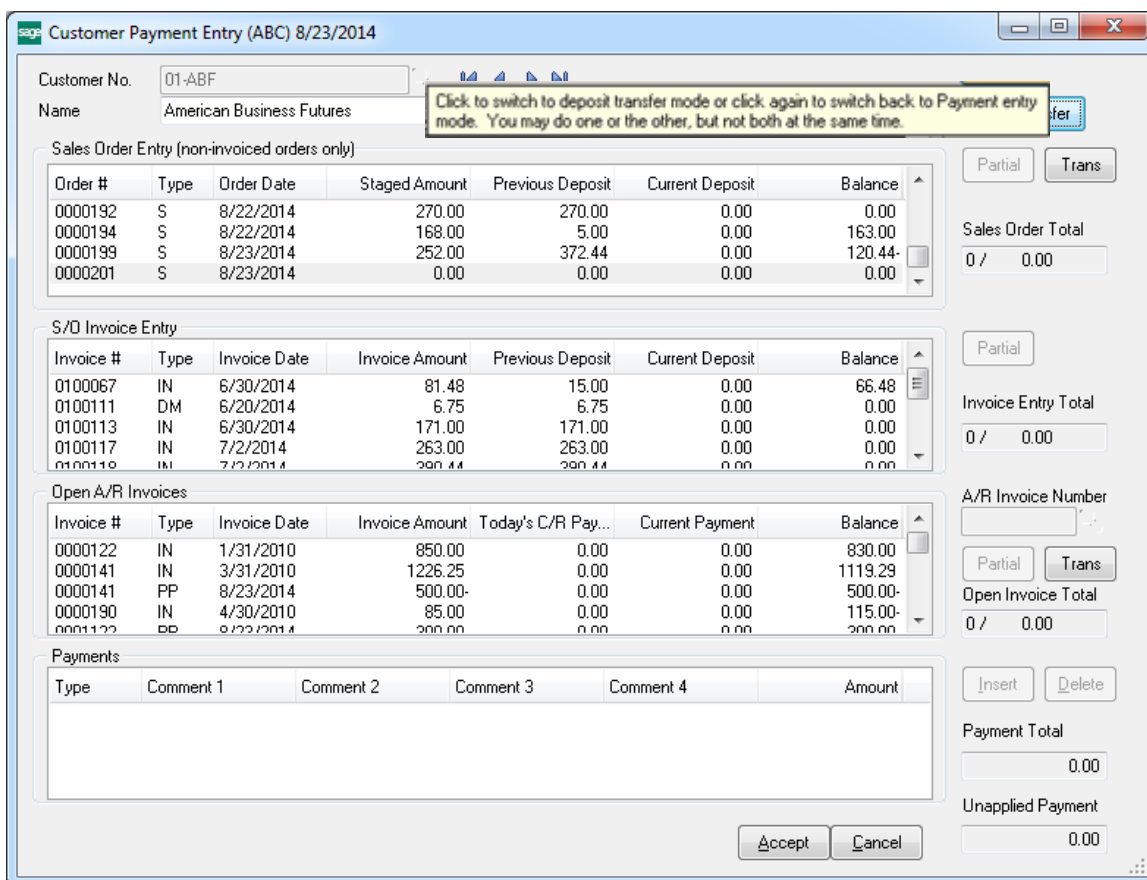 sage Customer Payment Entry (ABC) 8/23/2014
Customer No. 01-ABF
Name American Business Futures
Click to switch to deposit transfer mode or click again to switch back to Payment entry
mode. You may do one or the other, but not both at the same time.
Sales Order Entry (non-invoiced orders only)
Partial Trans
Order # Type Order Date Staged Amount Previous Deposit Current Deposit Balance
0000192 S 8/22/2014 270.00 270.00 0.00 0.00
0000194 S 8/22/2014 168.00 5.00 0.00 163.00
0000199 S 8/23/2014 252.00 372.44 0.00 120.44-
0000201 S 8/23/2014 0.00 0.00 0.00 0.00
Sales Order Total
0 / 0.00
S/O Invoice Entry
Partial
Invoice # Type Invoice Date Invoice Amount Previous Deposit Current Deposit Balance
0100067 IN 6/30/2014 81.48 15.00 0.00 66.48
0100111 DM 6/20/2014 6.75 6.75 0.00 0.00
0100113 IN 6/30/2014 171.00 171.00 0.00 0.00
0100117 IN 7/2/2014 263.00 263.00 0.00 0.00
0100118 IN 7/2/2014 390.44 390.44 0.00 0.00
Invoice Entry Total
0 / 0.00
Open A/R Invoices
A/R Invoice Number
Invoice # Type Invoice Date Invoice Amount Today's C/R Pay... Current Payment Balance
0000122 IN 1/31/2010 850.00 0.00 0.00 830.00
0000141 IN 3/31/2010 1226.25 0.00 0.00 1119.29
0000141 PP 8/23/2014 500.00- 0.00 0.00 500.00-
0000190 IN 4/30/2010 85.00 0.00 0.00 115.00-
Partial Trans
Open Invoice Total
0 / 0.00
Payments
Type Comment 1 Comment 2 Comment 3 Comment 4 Amount
Insert Delete
Payment Total
0.00
Unapplied Payment
0.00
Accept Cancel